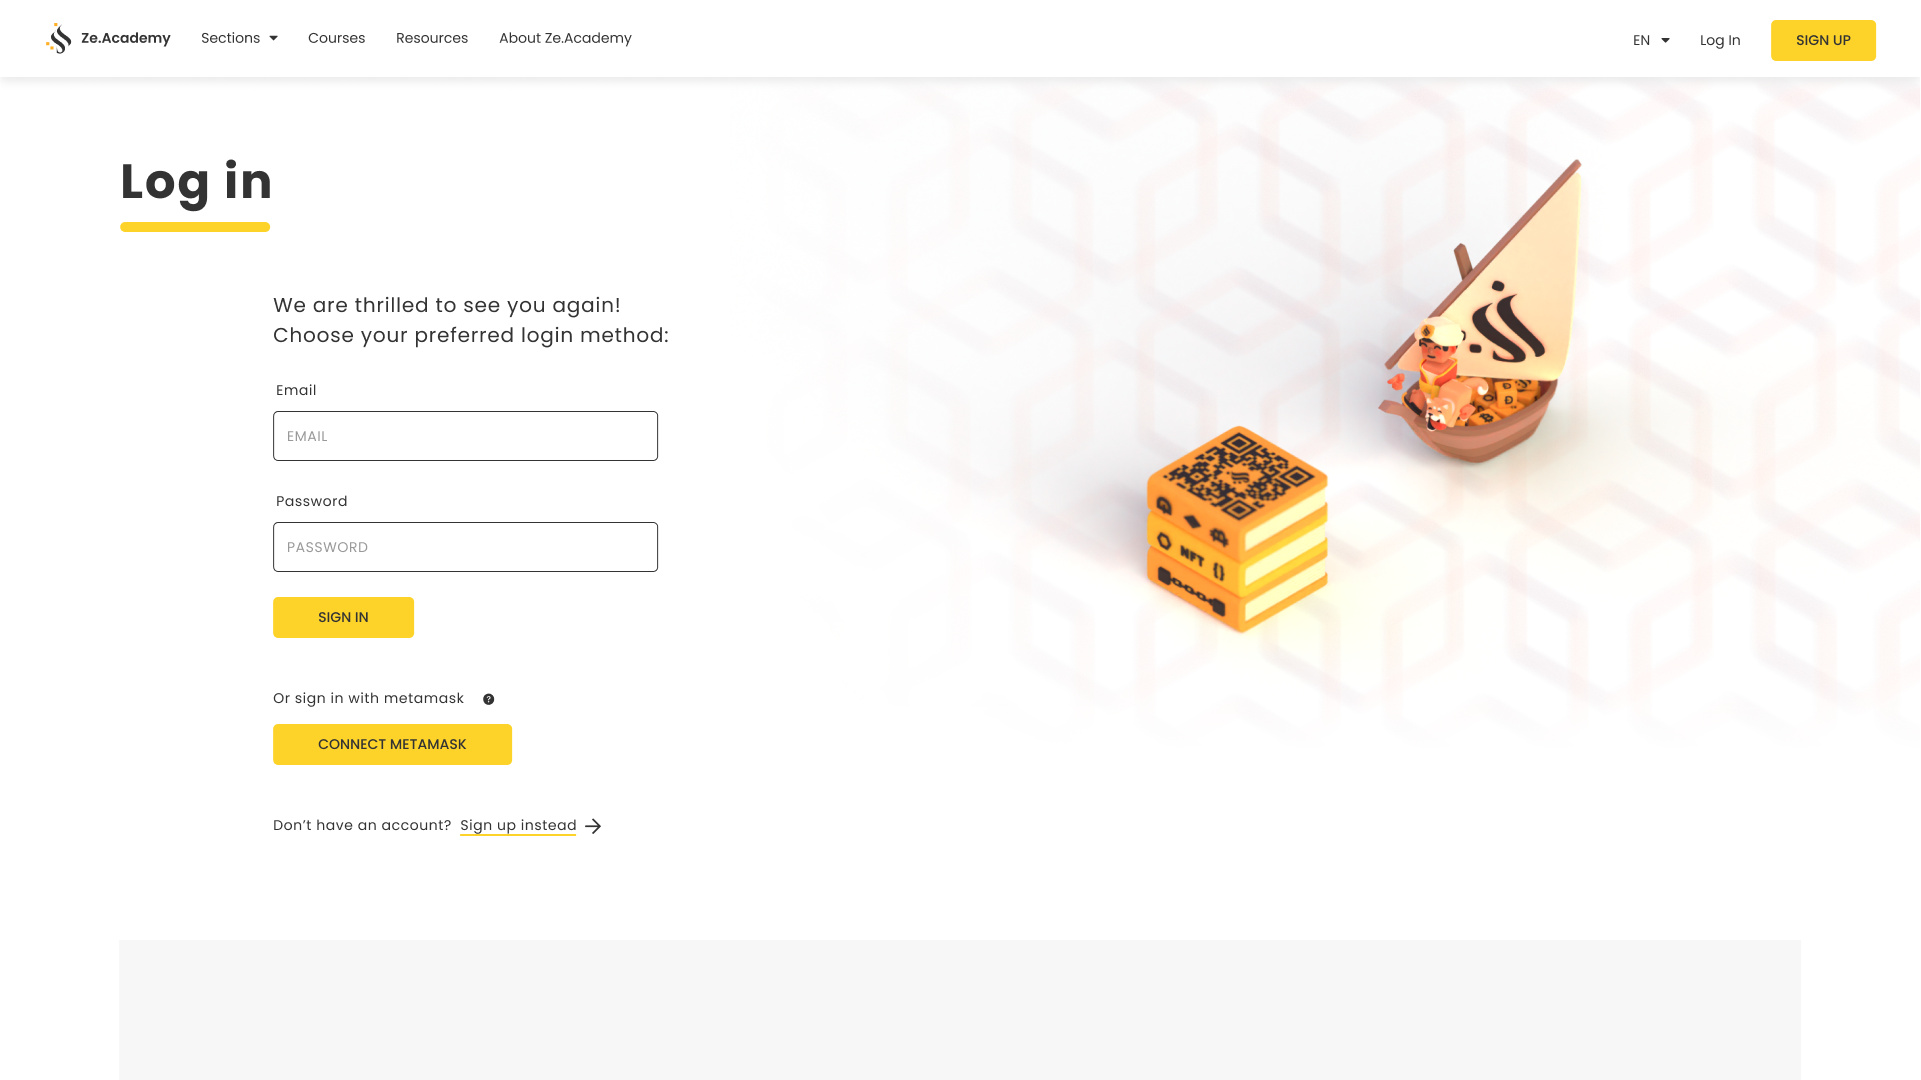 Ze.Academy
Sections
Courses
Resources
About Ze.Academy
EN
Log In
SIGN UP
Log in
We are thrilled to see you again!
Choose your preferred login method:
Email
EMAIL
Password
PASSWORD
SIGN IN
Or sign in with metamask ?
CONNECT METAMASK
Don’t have an account? Sign up instead
NFT {}